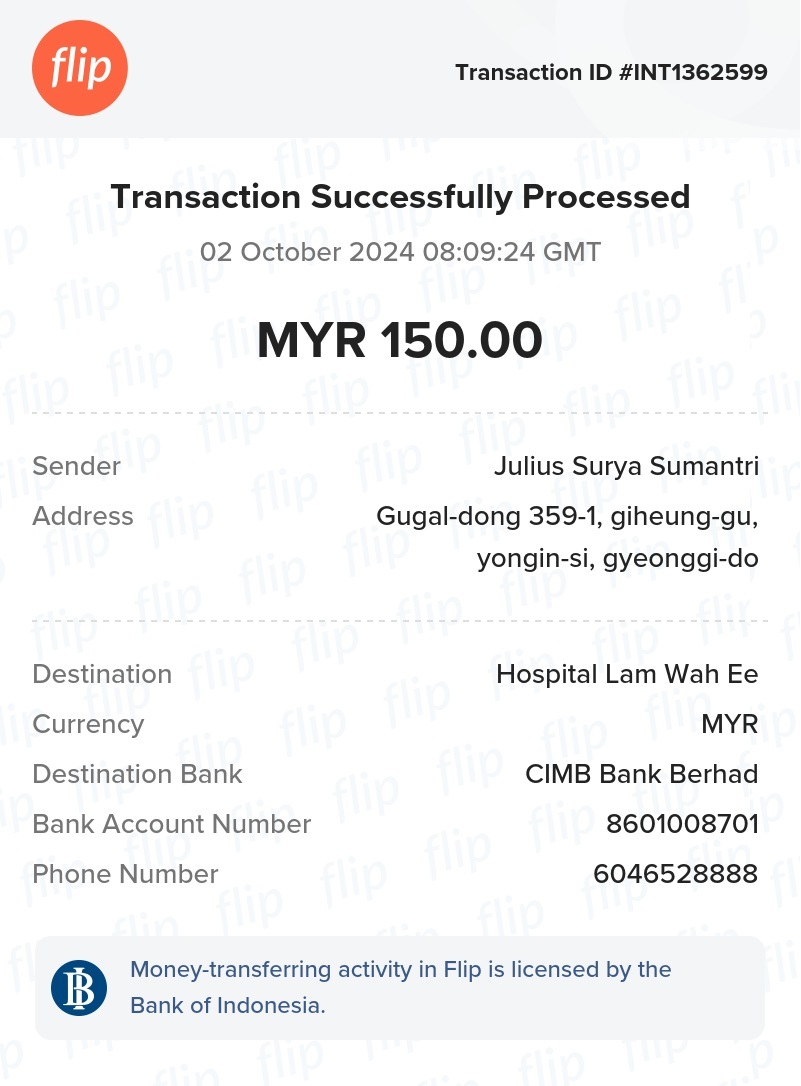 flip
Transaction ID #INT1362599
Transaction Successfully Processed
02 October 2024 08:09:24 GMT
MYR 150.00
Sender Julius Surya Sumantri
Address Gugal-dong 359-1, giheung-gu,
yongin-si, gyeonggi-do
Destination Hospital Lam Wah Ee
Currency MYR
Destination Bank CIMB Bank Berhad
Bank Account Number 8601008701
Phone Number 6046528888
Money-transferring activity in Flip is licensed by the
Bank of Indonesia.